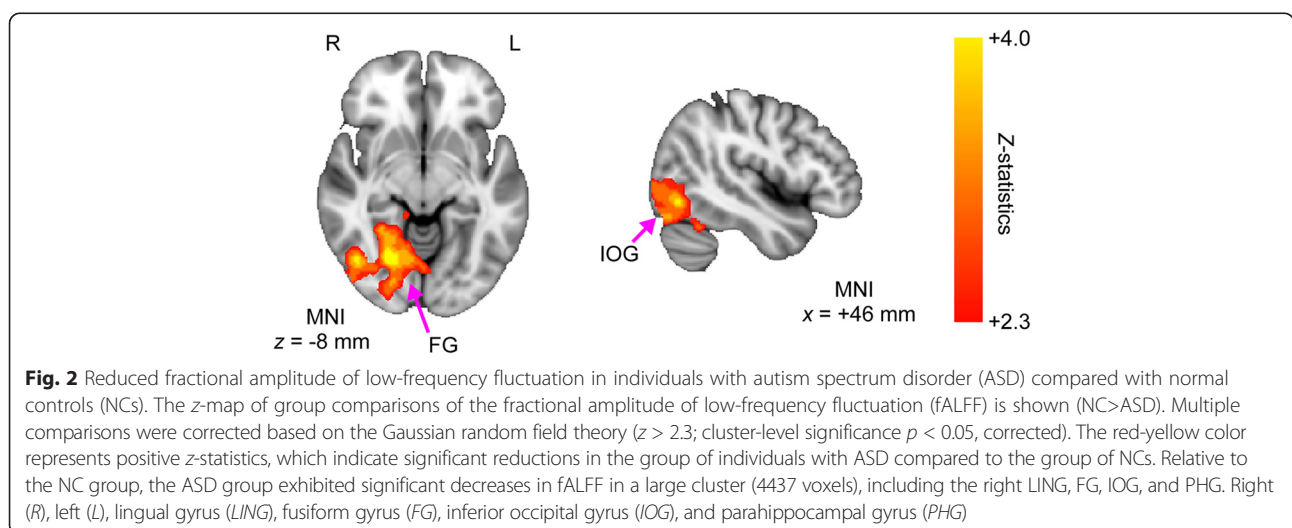 R L
+4.0
Z-statistics
+2.3
IOG
MNI
z = -8 mm
FG
MNI
x = +46 mm
Fig. 2 Reduced fractional amplitude of low-frequency fluctuation in individuals with autism spectrum disorder (ASD) compared with normal
controls (NCs). The z-map of group comparisons of the fractional amplitude of low-frequency fluctuation (fALFF) is shown (NC>ASD). Multiple
comparisons were corrected based on the Gaussian random field theory (z > 2.3; cluster-level significance p < 0.05, corrected). The red-yellow color
represents positive z-statistics, which indicate significant reductions in the group of individuals with ASD compared to the group of NCs. Relative to
the NC group, the ASD group exhibited significant decreases in fALFF in a large cluster (4437 voxels), including the right LING, FG, IOG, and PHG. Right
(R), left (L), lingual gyrus (LING), fusiform gyrus (FG), inferior occipital gyrus (IOG), and parahippocampal gyrus (PHG)